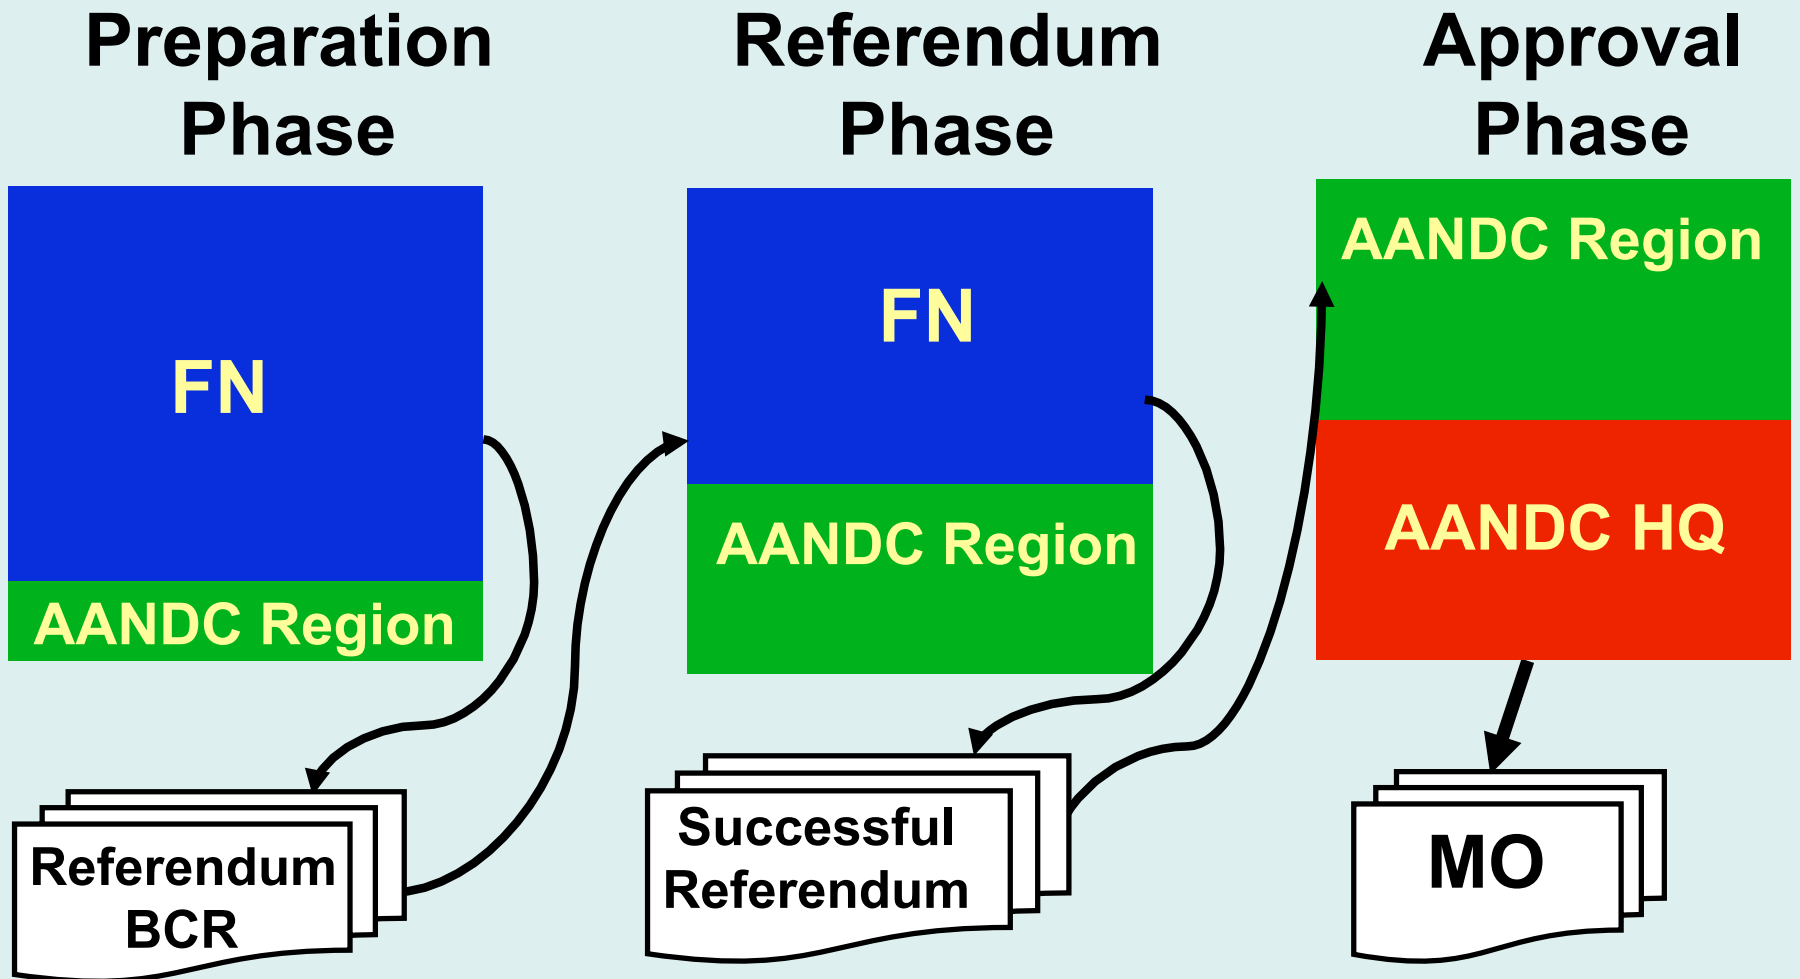 Preparation
Phase
FN
AANDC Region
Referendum
BCR
Referendum
Phase
FN
AANDC Region
Successful
Referendum
Approval
Phase
AANDC Region
AANDC HQ
MO